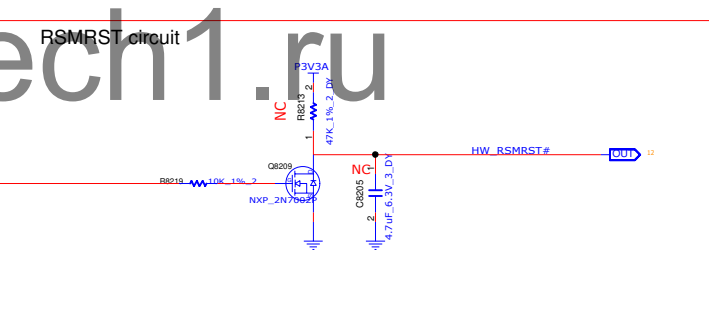 RSMRST circuit
ech1.ru
P3V3A
2
R8213
47K_1%_2_DY
NC
1
HW_RSMRST#
OUT
12
Q8209
NC
1
R8219
10K_1%_2
C8205
4.7uF_6.3V_3_DY
NXP_2N7002P
2